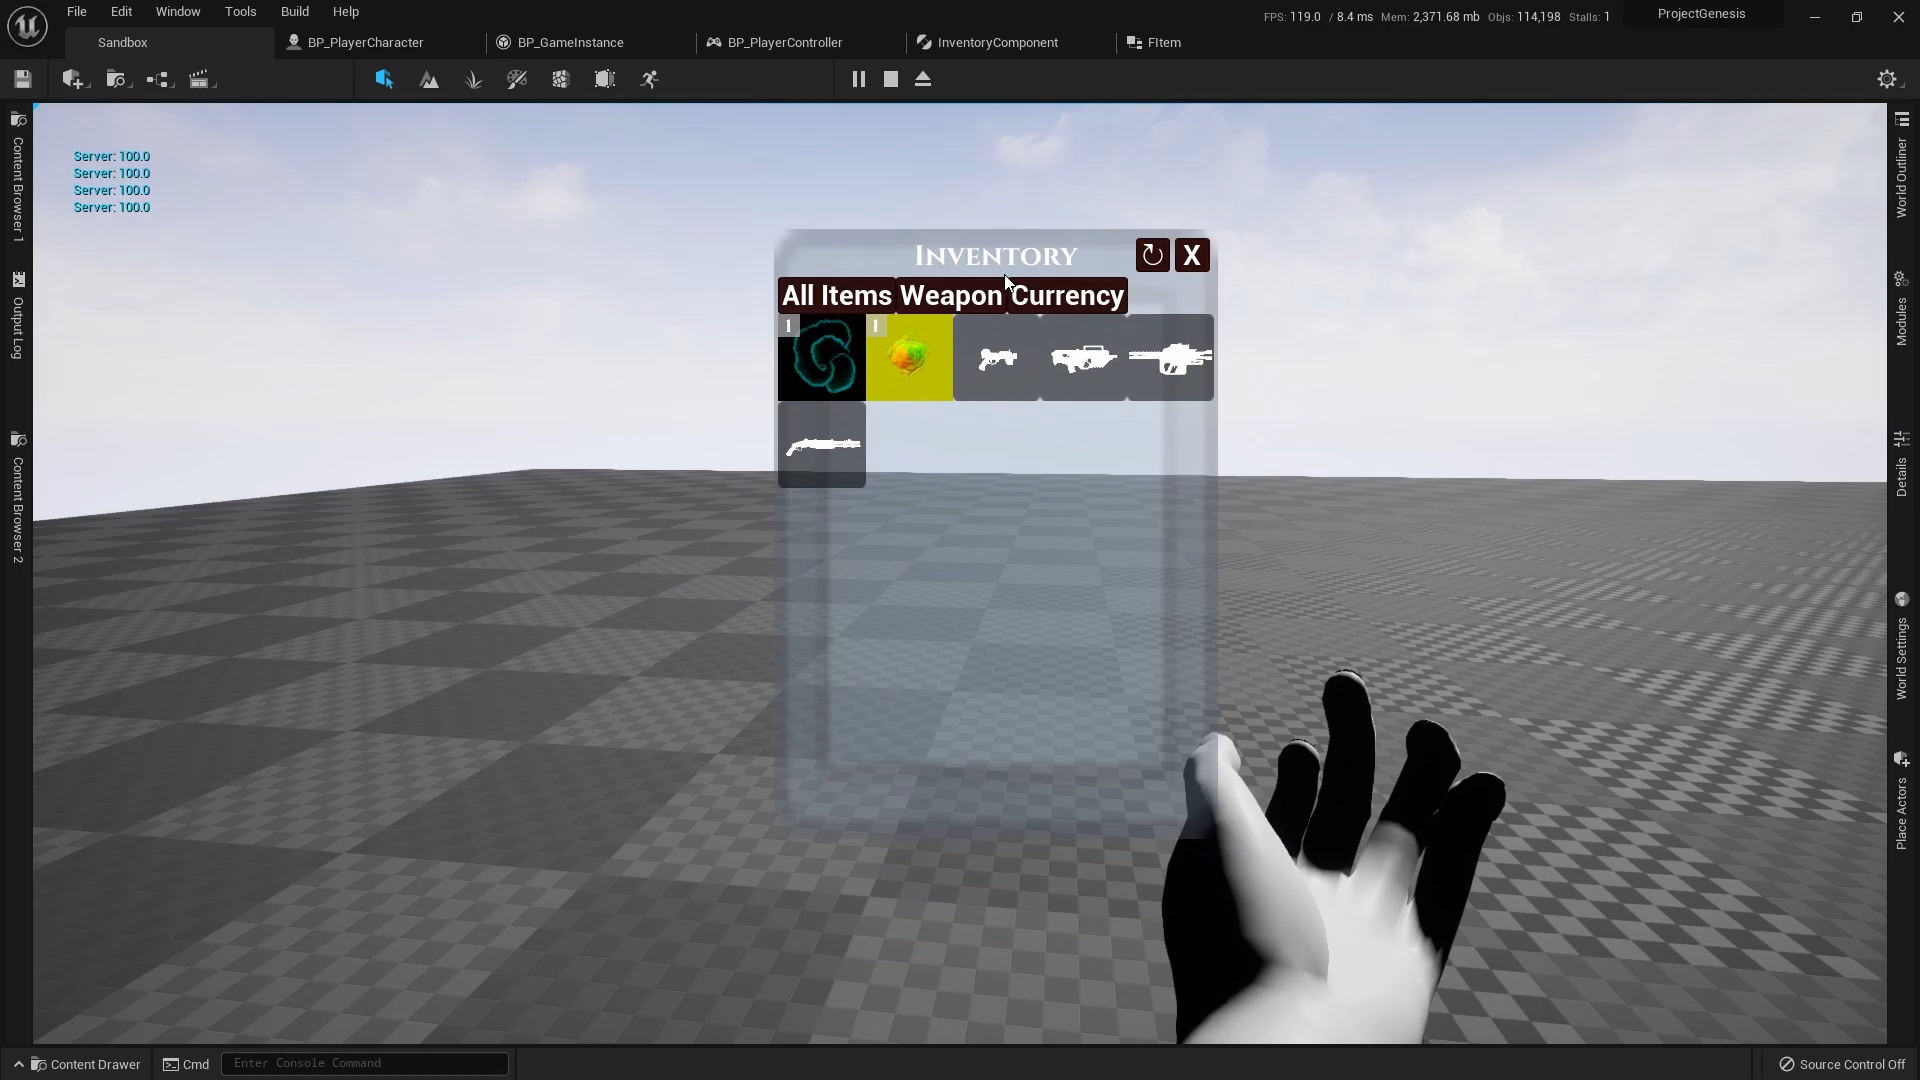 File Edit Window Tools Build Help
FPS: 119.0 / 8.4 ms Mem: 2,371.68 mb Objs: 114,198 Stalls: 1
ProjectGenesis
Sandbox
BP_PlayerCharacter
BP_GameInstance
BP_PlayerController
InventoryComponent
FItem
Content Browser 1
Output Log
Content Browser 2
Server: 100.0
Server: 100.0
Server: 100.0
Server: 100.0
INVENTORY
X
All Items Weapon Currency
1 1
World Outliner
Modules
Details
World Settings
Place Actors
Content Drawer
Cmd
Enter Console Command
Source Control Off